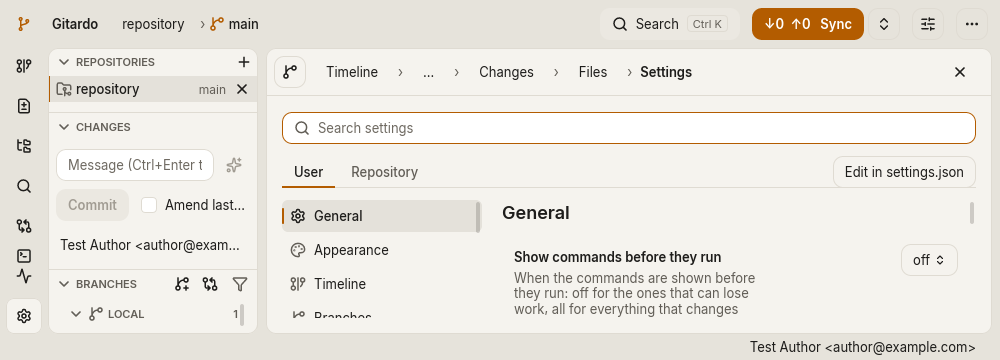 Gitardo repository › main Search Ctrl K ↓0 ↑0 Sync
REPOSITORIES
repository main
CHANGES
Message (Ctrl+Enter t
Commit Amend last...
Test Author <author@exam...
BRANCHES
LOCAL 1
Timeline › ... › Changes › Files › Settings
Search settings
User Repository Edit in settings.json
General
Appearance
Timeline
Branches
General
Show commands before they run
off
When the commands are shown before
they run: off for the ones that can lose
work, all for everything that changes
Test Author <author@example.com>